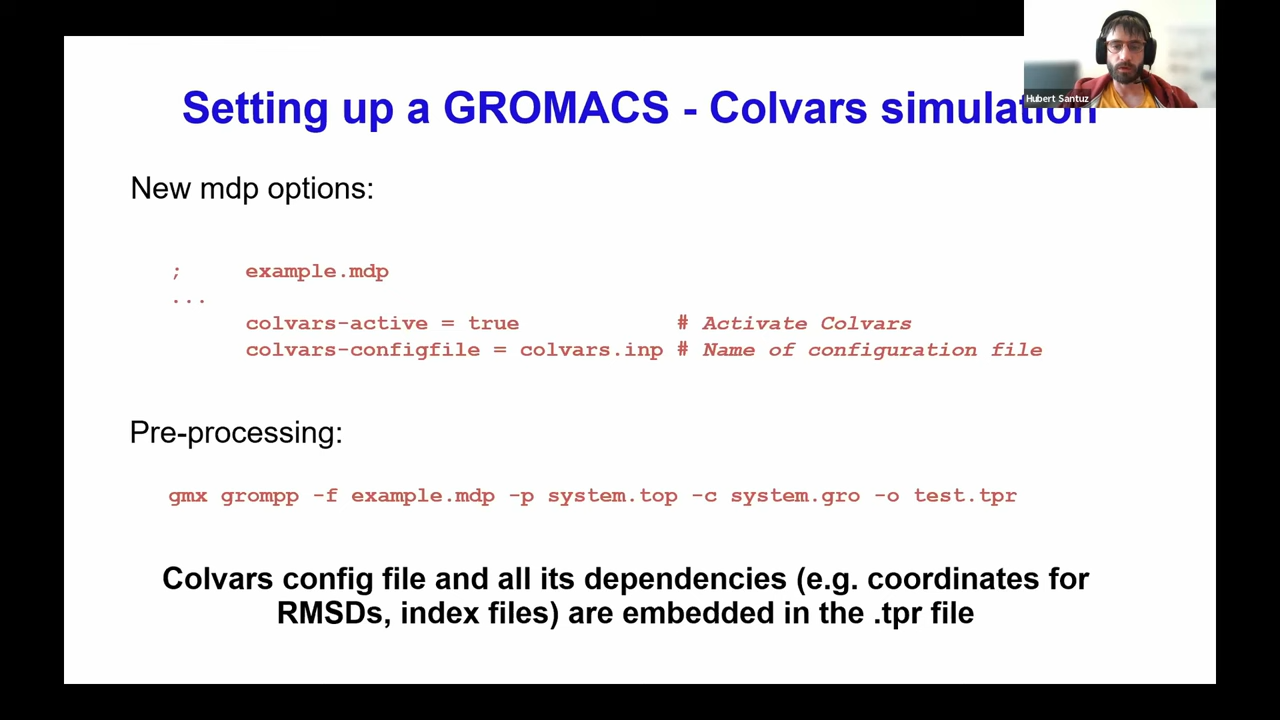 Setting up a GROMACS - Colvars simulation
Hubert Santuz
New mdp options:
; example.mdp
...
colvars-active = true # Activate Colvars
colvars-configfile = colvars.inp # Name of configuration file
Pre-processing:
gmx grompp -f example.mdp -p system.top -c system.gro -o test.tpr
Colvars config file and all its dependencies (e.g. coordinates for
RMSDs, index files) are embedded in the .tpr file